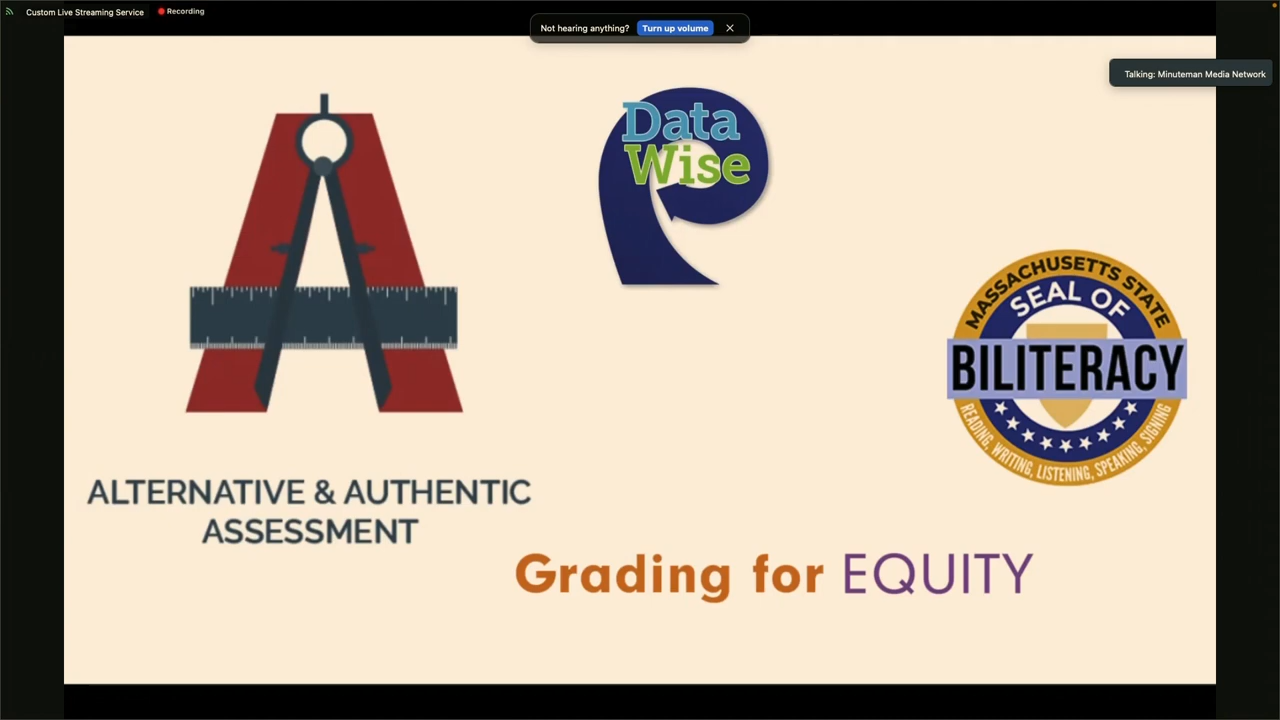 Custom Live Streaming Service
Recording
Not hearing anything?
Turn up volume
Talking: Minuteman Media Network
Data
Wise
MASSACHUSETTS STATE
SEAL OF
BILITERACY
READING, WRITING, LISTENING, SPEAKING, SIGNING
ALTERNATIVE & AUTHENTIC
ASSESSMENT
Grading for EQUITY